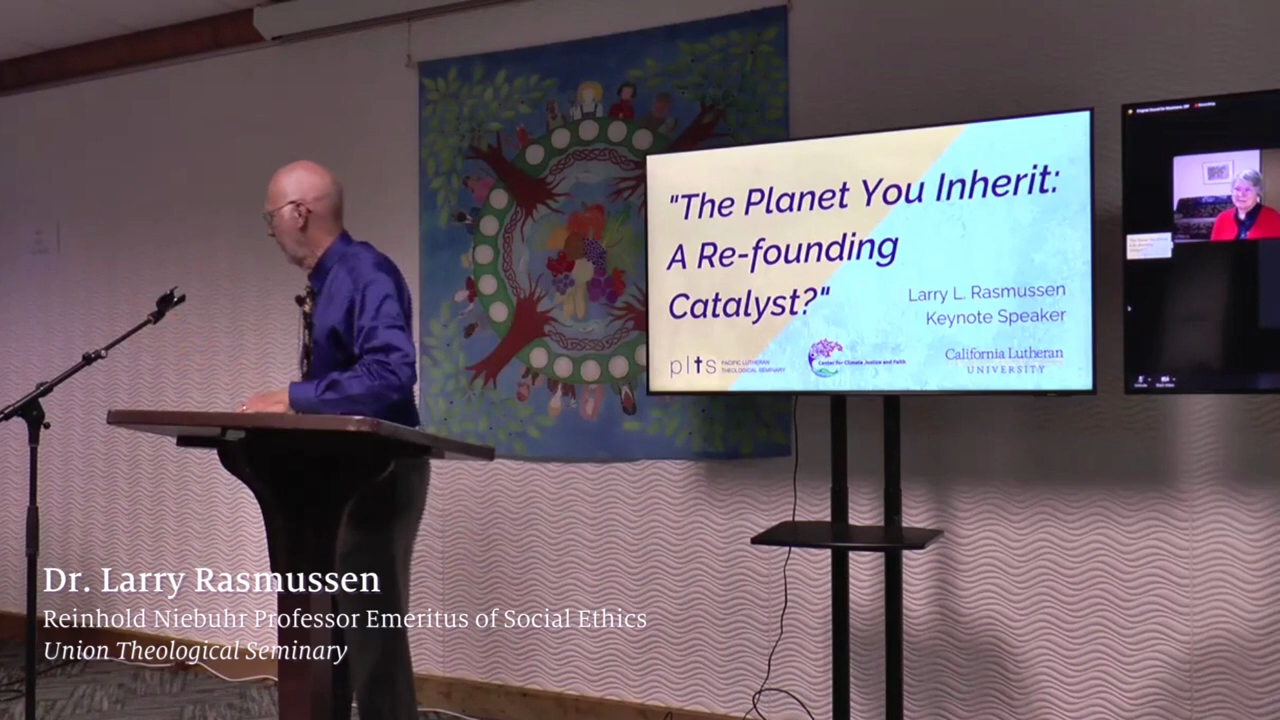 "The Planet You Inherit:
A Re-founding
Catalyst?"
Larry L. Rasmussen
Keynote Speaker
plts PACIFIC LUTHERAN
THEOLOGICAL SEMINARY
Center for Climate Justice and Faith
California Lutheran
UNIVERSITY
Dr. Larry Rasmussen
Reinhold Niebuhr Professor Emeritus of Social Ethics
Union Theological Seminary